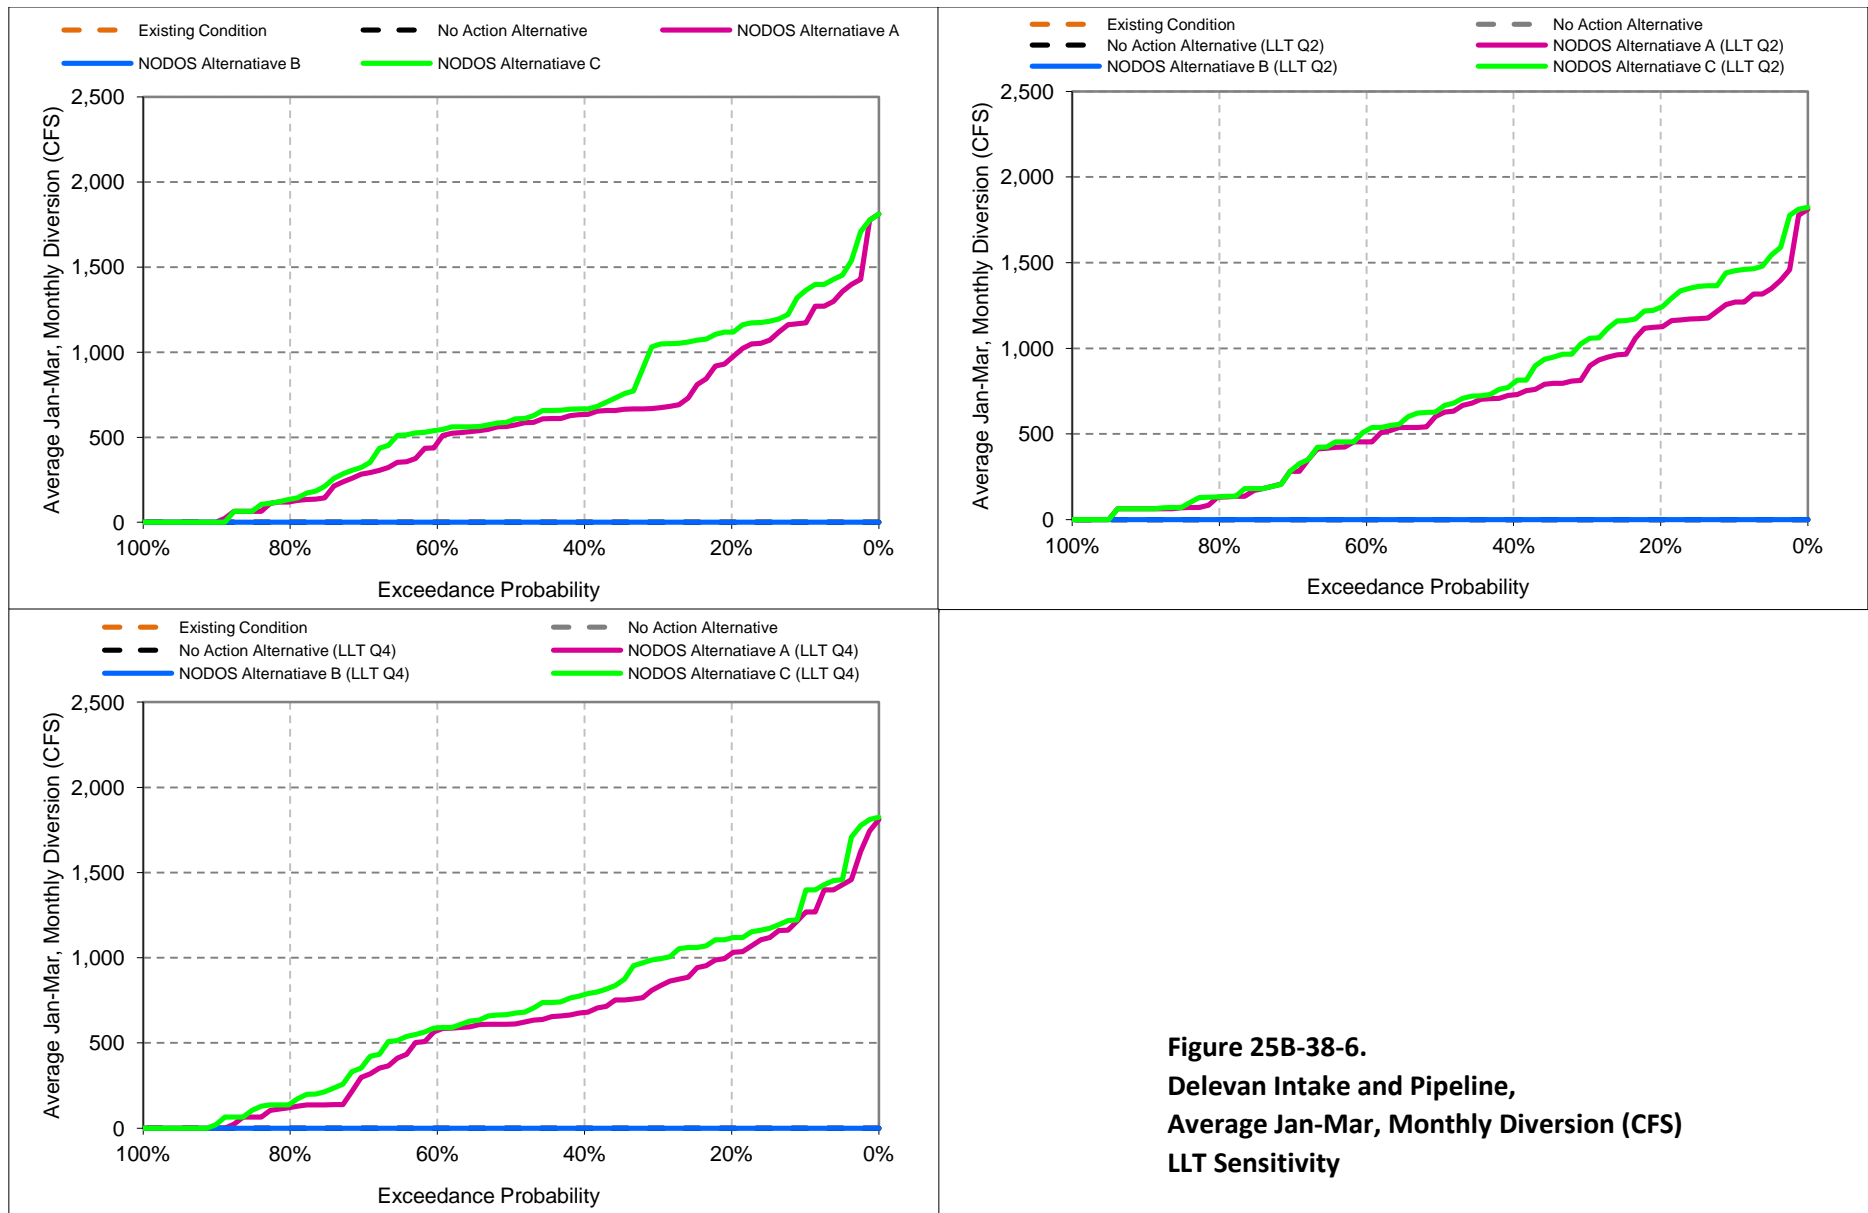 Existing Condition
No Action Alternative
NODOS Alternatiave A
NODOS Alternatiave B
NODOS Alternatiave C
Average Jan-Mar, Monthly Diversion (CFS)
2,500
2,000
1,500
1,000
500
0
100% 80% 60% 40% 20% 0%
Exceedance Probability
Existing Condition
No Action Alternative
No Action Alternative (LLT Q2)
NODOS Alternatiave A (LLT Q2)
NODOS Alternatiave B (LLT Q2)
NODOS Alternatiave C (LLT Q2)
Average Jan-Mar, Monthly Diversion (CFS)
2,500
2,000
1,500
1,000
500
0
100% 80% 60% 40% 20% 0%
Exceedance Probability
Existing Condition
No Action Alternative
No Action Alternative (LLT Q4)
NODOS Alternatiave A (LLT Q4)
NODOS Alternatiave B (LLT Q4)
NODOS Alternatiave C (LLT Q4)
Average Jan-Mar, Monthly Diversion (CFS)
2,500
2,000
1,500
1,000
500
0
100% 80% 60% 40% 20% 0%
Exceedance Probability
Figure 25B-38-6.
Delevan Intake and Pipeline,
Average Jan-Mar, Monthly Diversion (CFS)
LLT Sensitivity